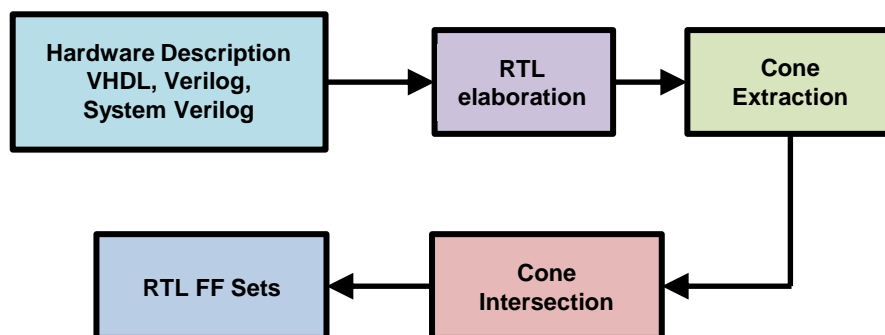 Hardware Description
VHDL, Verilog,
System Verilog
RTL
elaboration
Cone
Extraction
RTL FF Sets
Cone
Intersection